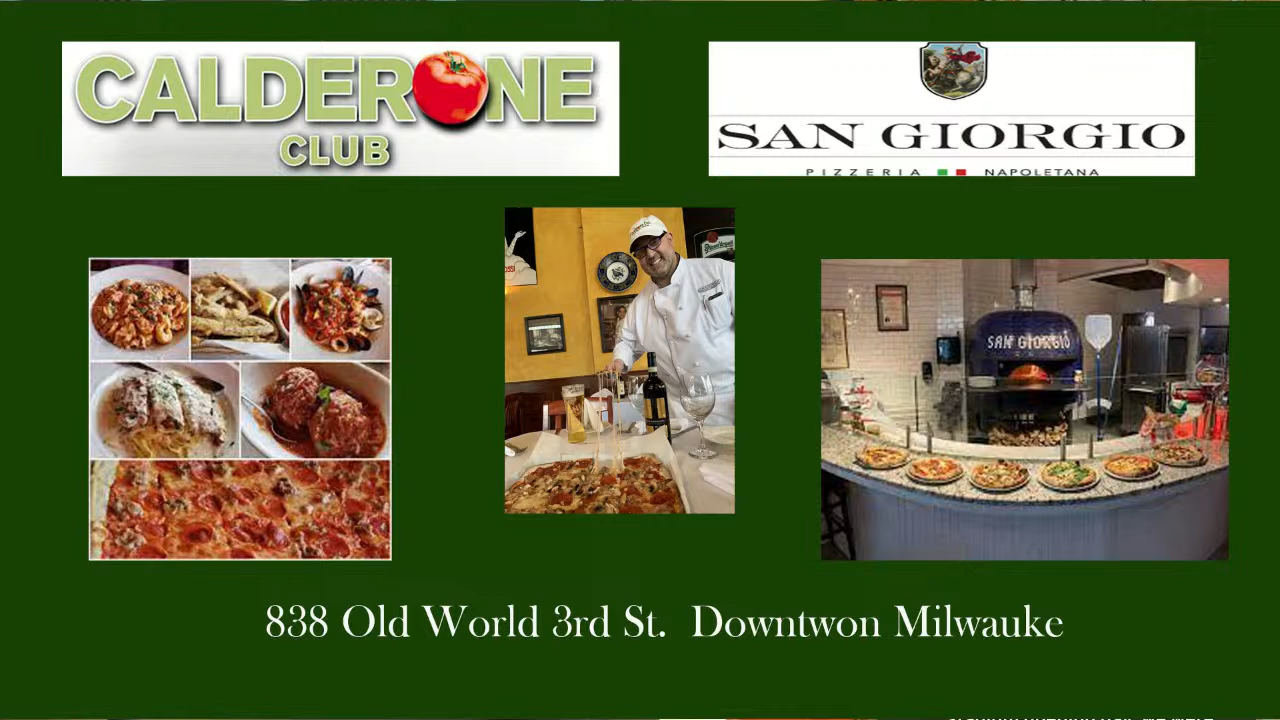 CALDERONE
CLUB
SAN GIORGIO
PIZZERIA NAPOLETANA
SAN GIORGIO
838 Old World 3rd St. Downtwon Milwauke